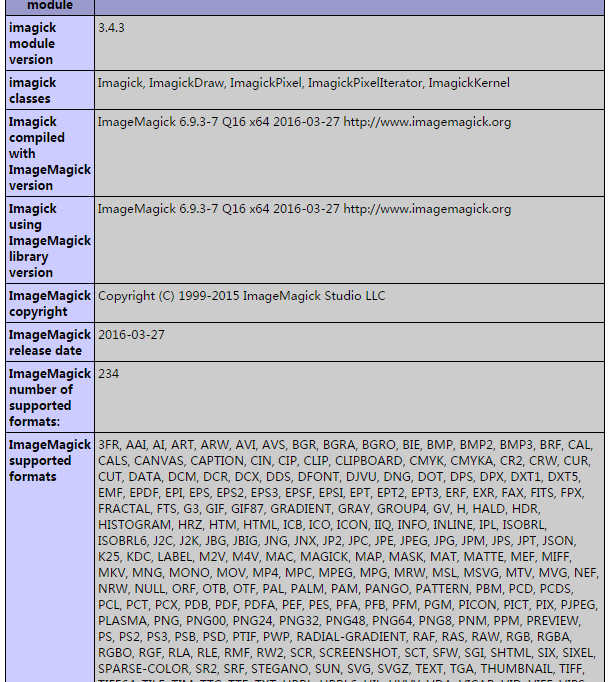 module
imagick module version 3.4.3
imagick classes Imagick, ImagickDraw, ImagickPixel, ImagickPixelIterator, ImagickKernel
Imagick compiled with ImageMagick version ImageMagick 6.9.3-7 Q16 x64 2016-03-27 http://www.imagemagick.org
Imagick using ImageMagick library version ImageMagick 6.9.3-7 Q16 x64 2016-03-27 http://www.imagemagick.org
ImageMagick copyright Copyright (C) 1999-2015 ImageMagick Studio LLC
ImageMagick release date 2016-03-27
ImageMagick number of supported formats: 234
ImageMagick supported formats
3FR, AAI, AI, ART, ARW, AVI, AVS, BGR, BGRA, BGRO, BIE, BMP, BMP2, BMP3, BRF, CAL,
CALS, CANVAS, CAPTION, CIN, CIP, CLIP, CLIPBOARD, CMYK, CMYKA, CR2, CRW, CUR,
CUT, DATA, DCM, DCR, DCX, DDS, DFONT, DJVU, DNG, DOT, DPS, DPX, DXT1, DXT5,
EMF, EPDF, EPI, EPS, EPS2, EPS3, EPSF, EPSI, EPT, EPT2, EPT3, ERF, EXR, FAX, FITS, FPX,
FRACTAL, FTS, G3, GIF, GIF87, GRADIENT, GRAY, GROUP4, GV, H, HALD, HDR,
HISTOGRAM, HRZ, HTM, HTML, ICB, ICO, ICON, IIQ, INFO, INLINE, IPL, ISOBRL,
ISOBRL6, J2C, J2K, JBG, JBIG, JNG, JNX, JP2, JPC, JPE, JPEG, JPG, JPM, JPS, JPT, JSON,
K25, KDC, LABEL, M2V, M4V, MAC, MAGICK, MAP, MASK, MAT, MATTE, MEF, MIFF,
MKV, MNG, MONO, MOV, MP4, MPC, MPEG, MPG, MRW, MSL, MSVG, MTV, MVG, NEF,
NRW, NULL, ORF, OTB, OTF, PAL, PALM, PAM, PANGO, PATTERN, PBM, PCD, PCDS,
PCL, PCT, PCX, PDB, PDF, PDFA, PEF, PES, PFA, PFB, PFM, PGM, PICON, PICT, PIX, PJPEG,
PLASMA, PNG, PNG00, PNG24, PNG32, PNG48, PNG64, PNG8, PNM, PPM, PREVIEW,
PS, PS2, PS3, PSB, PSD, PTIF, PWP, RADIAL-GRADIENT, RAF, RAS, RAW, RGB, RGBA,
RGBO, RGF, RLA, RLE, RMF, RW2, SCR, SCREENSHOT, SCT, SFW, SGI, SHTML, SIX, SIXEL,
SPARSE-COLOR, SR2, SRF, STEGANO, SUN, SVG, SVGZ, TEXT, TGA, THUMBNAIL, TIFF,